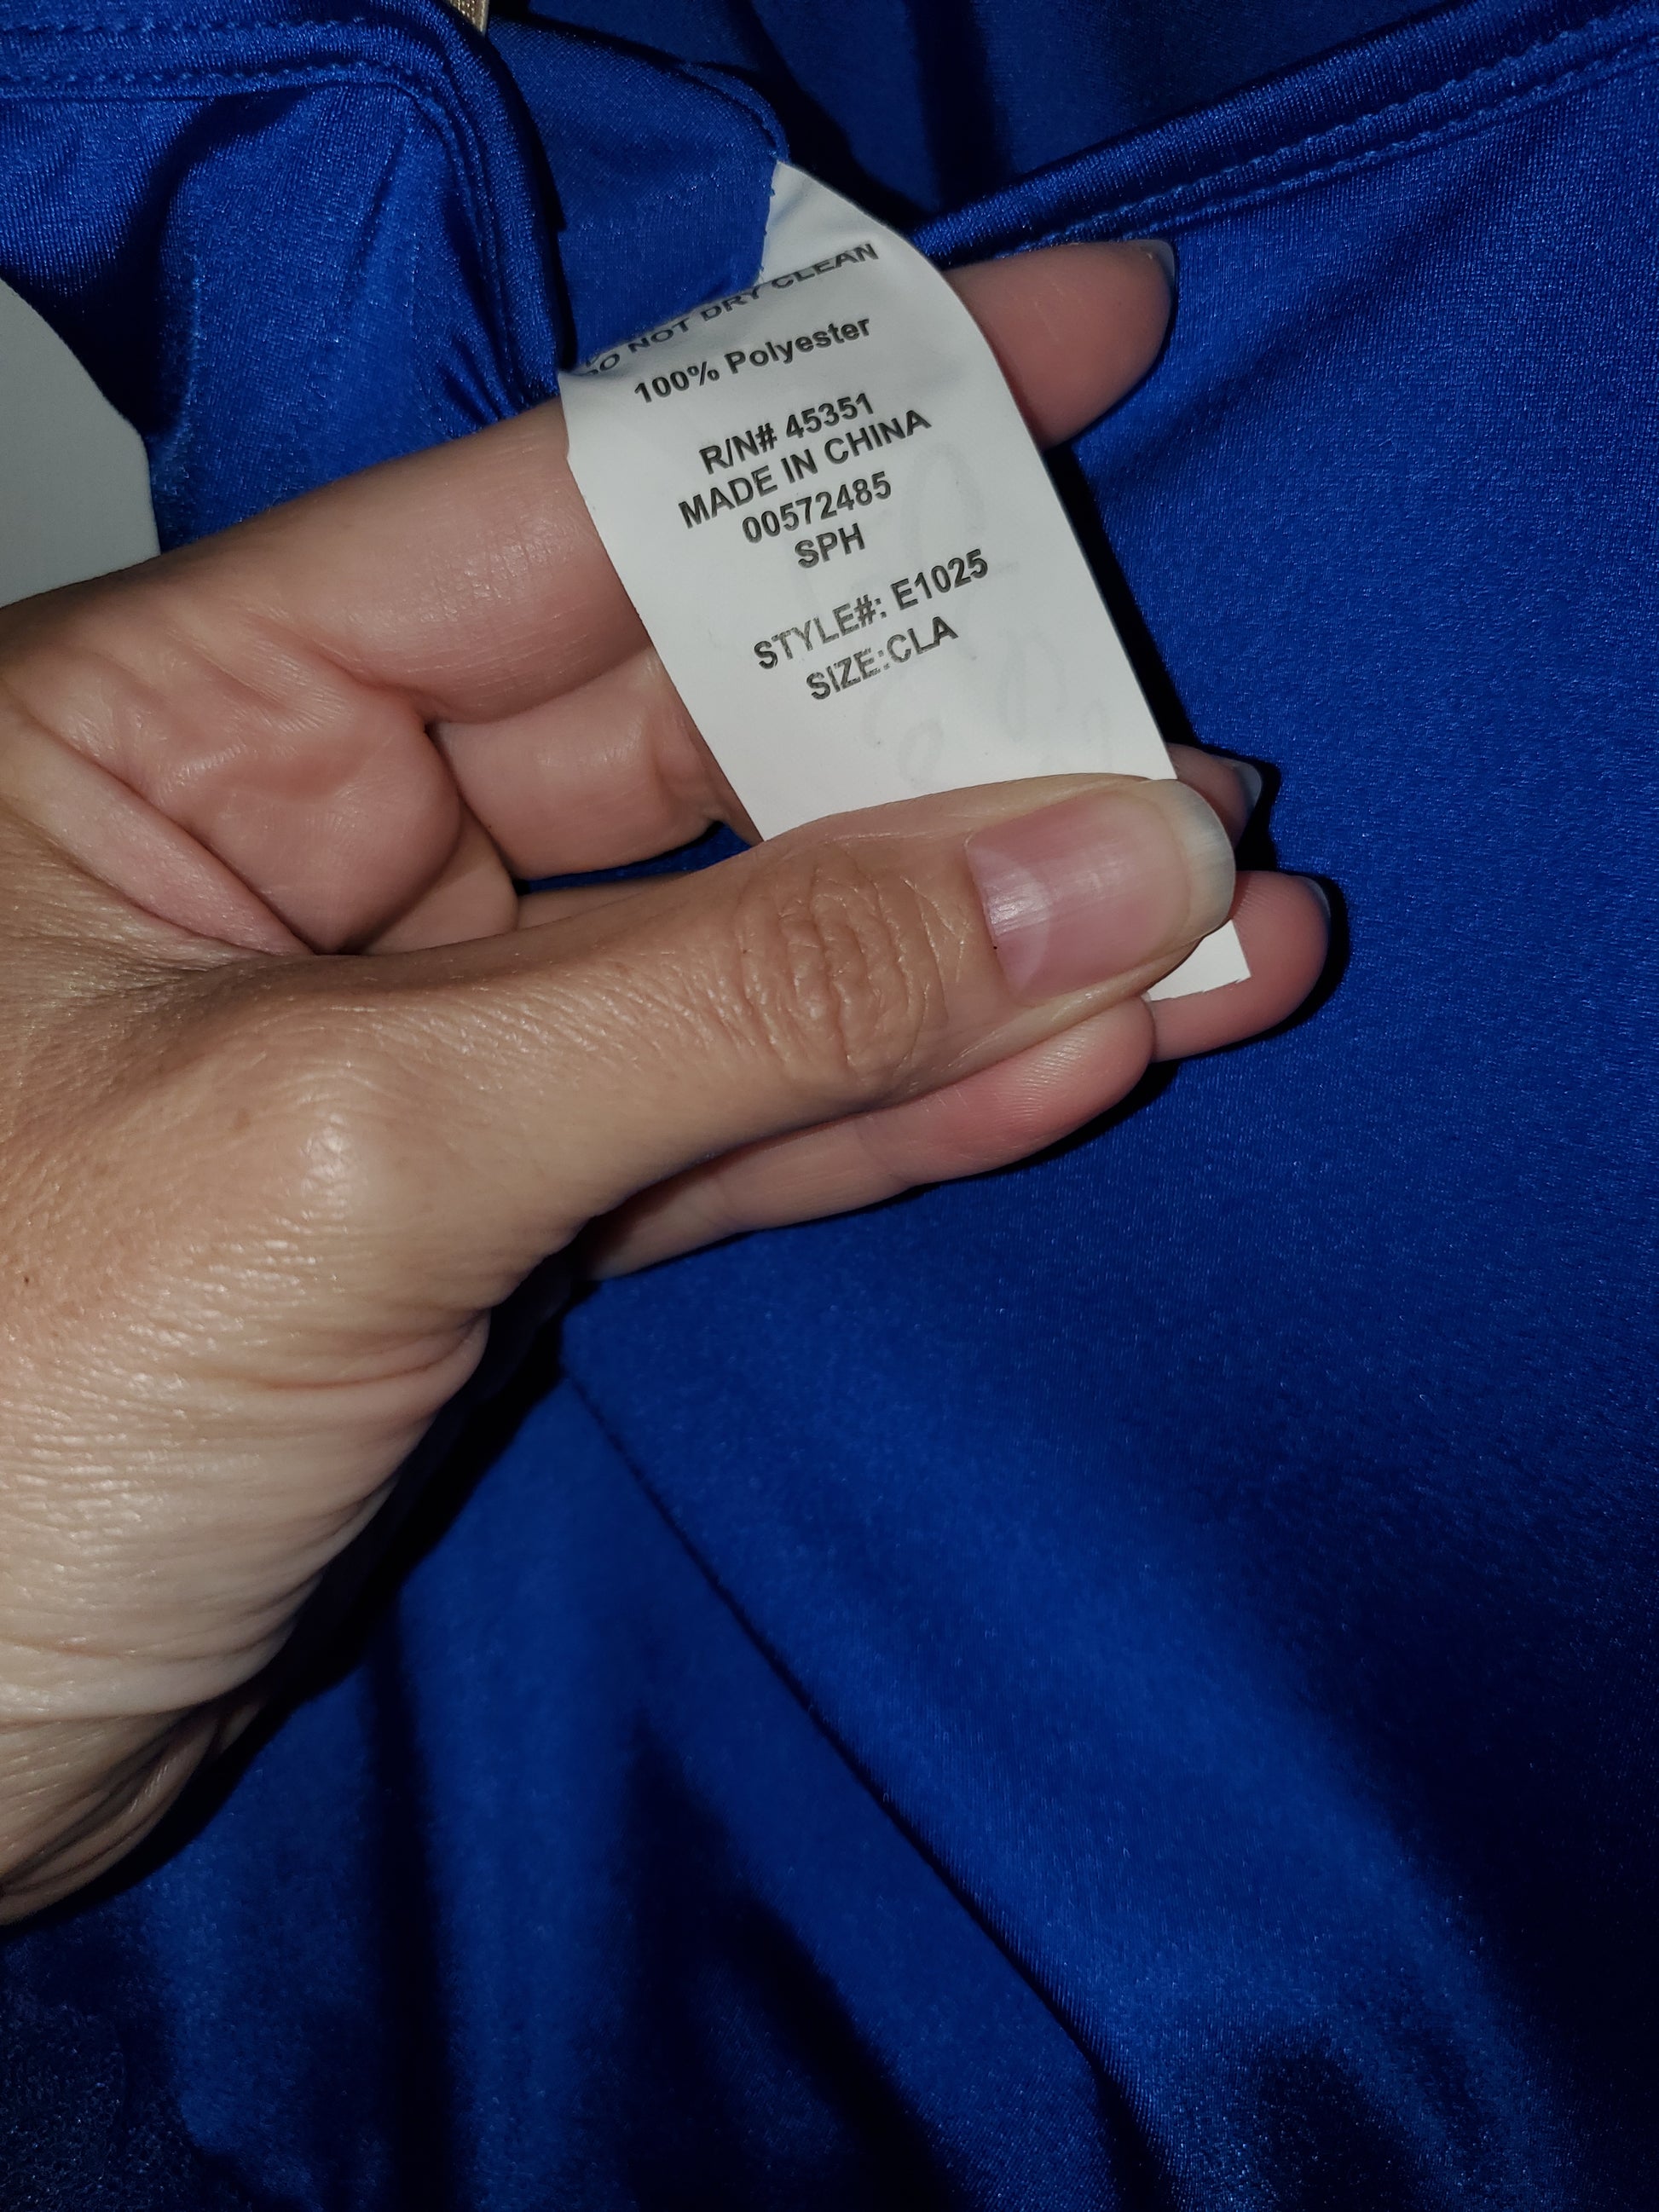 DO NOT DRY CLEAN
100% Polyester
R/N# 45351
MADE IN CHINA
00572485
SPH
STYLE#: E1025
SIZE:CLA